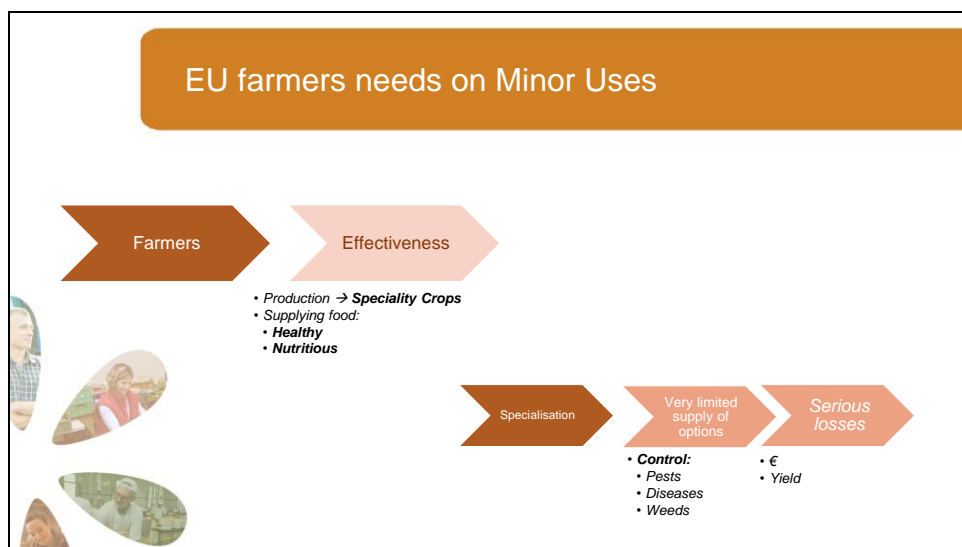 EU farmers needs on Minor Uses
Farmers
Effectiveness
• Production → Speciality Crops
• Supplying food:
• Healthy
• Nutritious
Specialisation
Very limited
supply of
options
Serious
losses
• Control:
• Pests
• Diseases
• Weeds
• €
• Yield